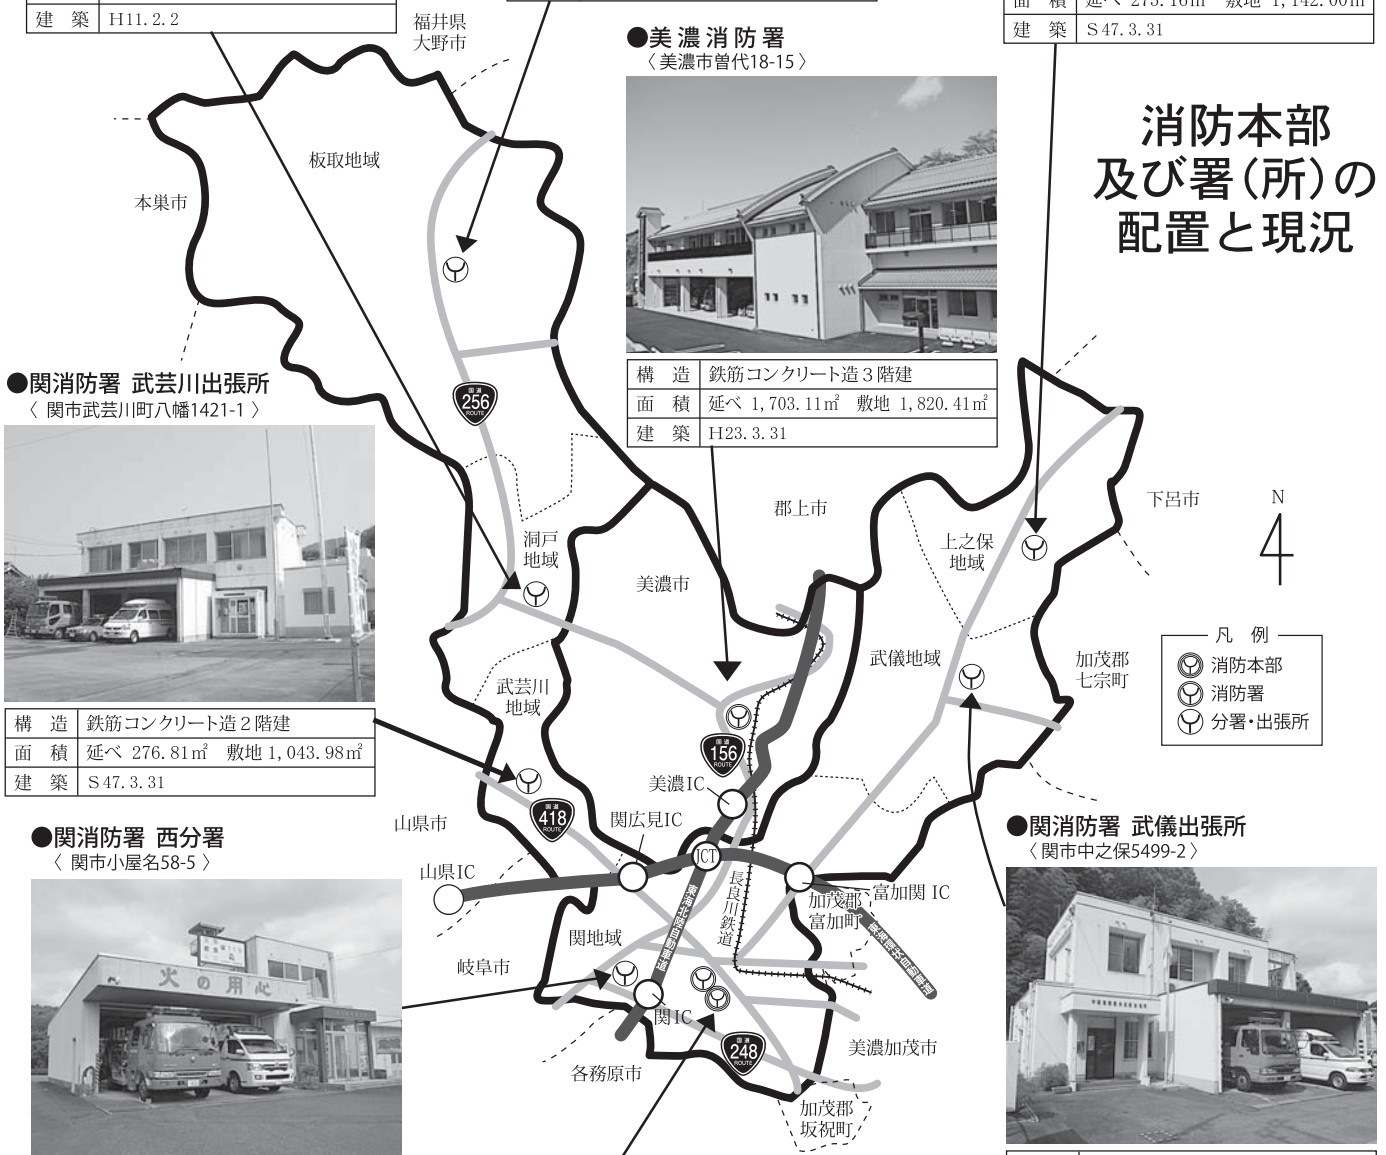 建 築 H11.2.2
福井県
大野市
●美濃消防署
〈 美濃市曽代18-15 〉
面 積 延べ 275.16㎡ 敷地 1,142.00㎡
建 築 S47.3.31
消防本部
及び署(所)の
配置と現況
板取地域
本巣市
構 造 鉄筋コンクリート造3階建
面 積 延べ 1,703.11㎡ 敷地 1,820.41㎡
建 築 H23.3.31
●関消防署 武芸川出張所
〈 関市武芸川町八幡1421-1 〉
国道
256
ROUTE
郡上市
下呂市
N
洞戸
地域
美濃市
上之保
地域
武儀地域
加茂郡
七宗町
凡 例
消防本部
消防署
分署・出張所
武芸川
地域
構 造 鉄筋コンクリート造2階建
面 積 延べ 276.81㎡ 敷地 1,043.98㎡
建 築 S47.3.31
国道
156
ROUTE
美濃IC
国道
418
ROUTE
関広見IC
山県市
●関消防署 西分署
〈 関市小屋名58-5 〉
●関消防署 武儀出張所
〈 関市中之保5499-2 〉
山県IC
JCT
長良川鉄道
東海北陸自動車道
富加関 IC
加茂郡
富加町
東海環状自動車道
関地域
岐阜市
火の用心
関IC
国道
248
ROUTE
美濃加茂市
各務原市
加茂郡
坂祝町